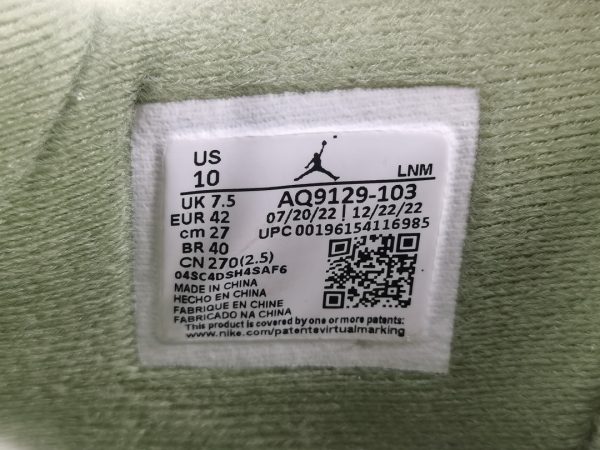 US
10
LNM
UK 7.5
AQ9129-103
EUR 42
07/20/22 | 12/22/22
cm 27
UPC 00196154116985
BR 40
CN 270(2.5)
04SC4DSH4SAF6
MADE IN CHINA
HECHO EN CHINA
FABRIQUE EN CHINE
FABRICADO NA CHINA
This product is covered by one or more patents:
www.nike.com/patentsvirtualmarking